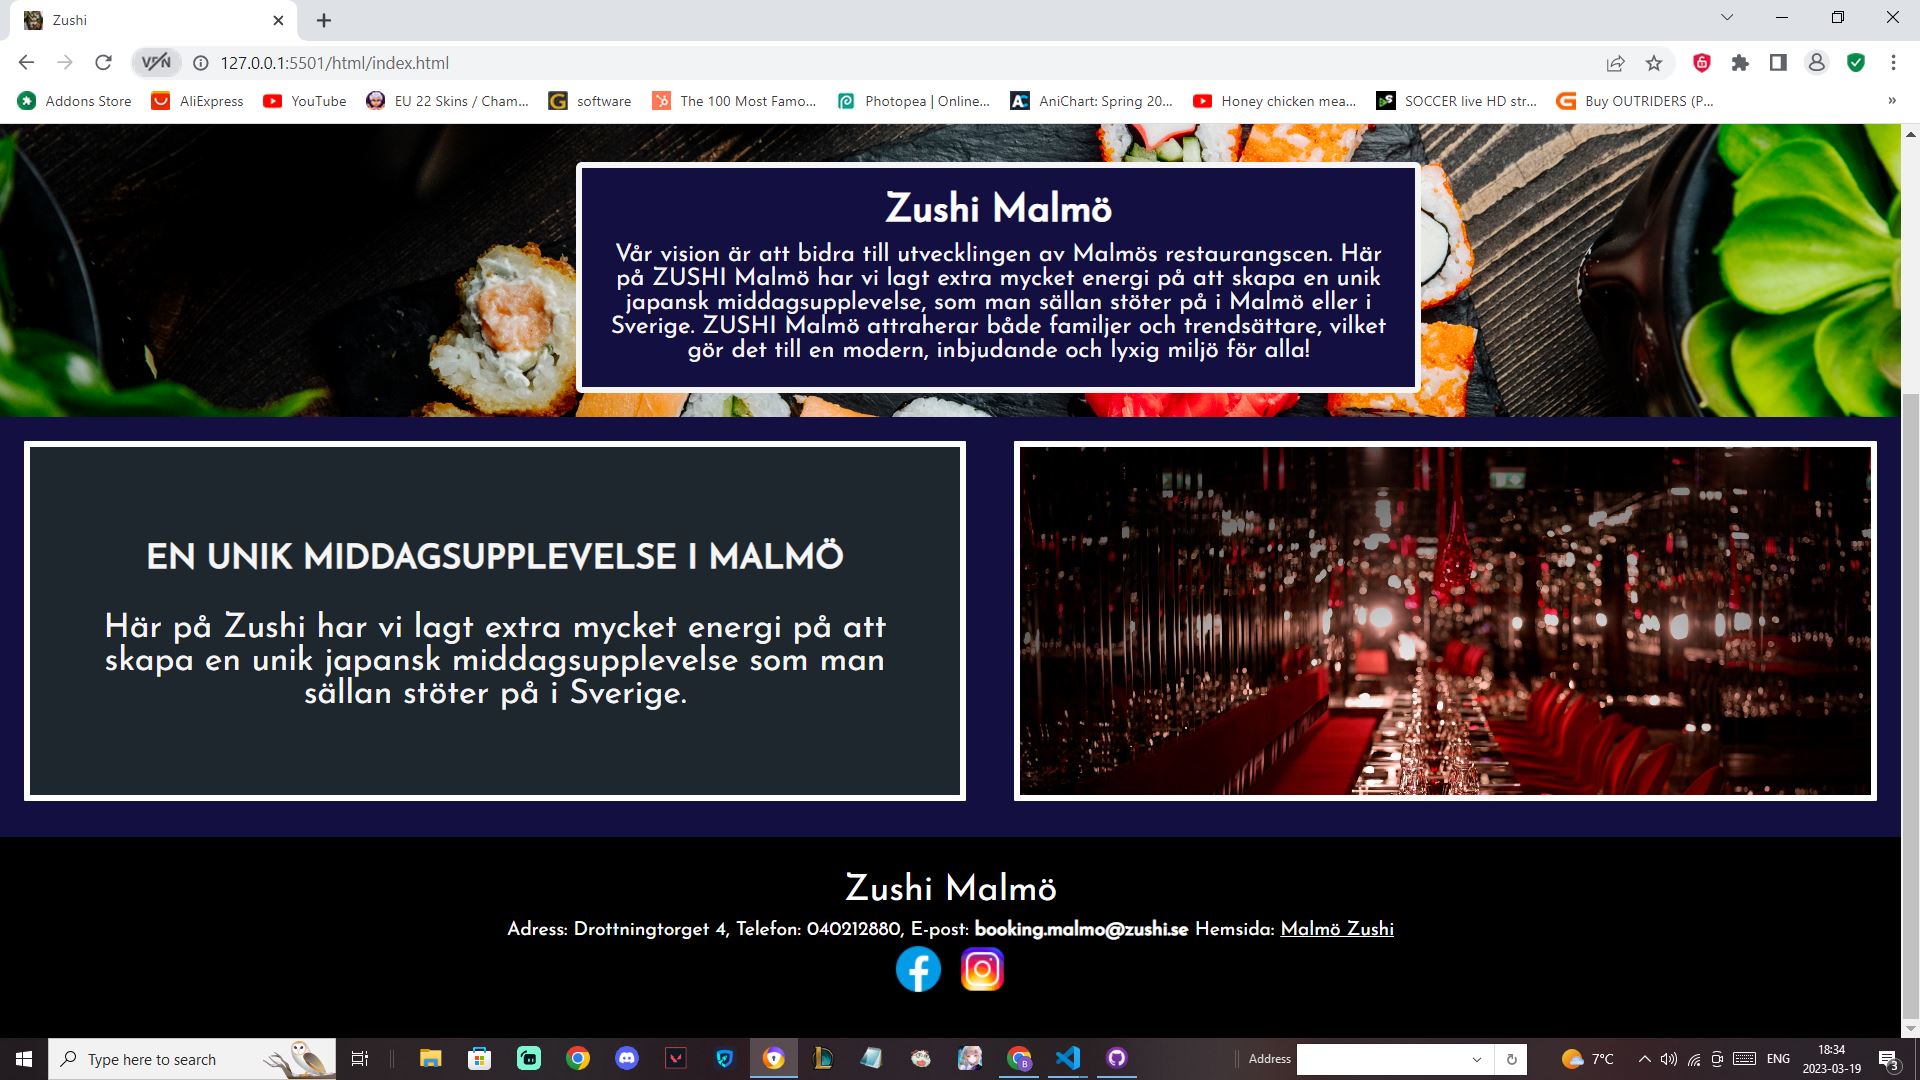 Zushi
VPN
127.0.0.1:5501/html/index.html
Addons Store
AliExpress
YouTube
EU 22 Skins / Cham...
software
The 100 Most Famo...
Photopea | Online...
AniChart: Spring 20...
Honey chicken mea...
SOCCER live HD str...
Buy OUTRIDERS (P...
»
Zushi Malmö
Vår vision är att bidra till utvecklingen av Malmös restaurangscen. Här
på ZUSHI Malmö har vi lagt extra mycket energi på att skapa en unik
japansk middagsupplevelse, som man sällan stöter på i Malmö eller i
Sverige. ZUSHI Malmö attraherar både familjer och trendsättare, vilket
gör det till en modern, inbjudande och lyxig miljö för alla!
EN UNIK MIDDAGSUPPLEVELSE I MALMÖ
Här på Zushi har vi lagt extra mycket energi på att
skapa en unik japansk middagsupplevelse som man
sällan stöter på i Sverige.
Zushi Malmö
Adress: Drottningtorget 4, Telefon: 040212880, E-post: booking.malmo@zushi.se Hemsida: Malmö Zushi
Type here to search
Address
7°C
ENG
18:34
2023-03-19
3